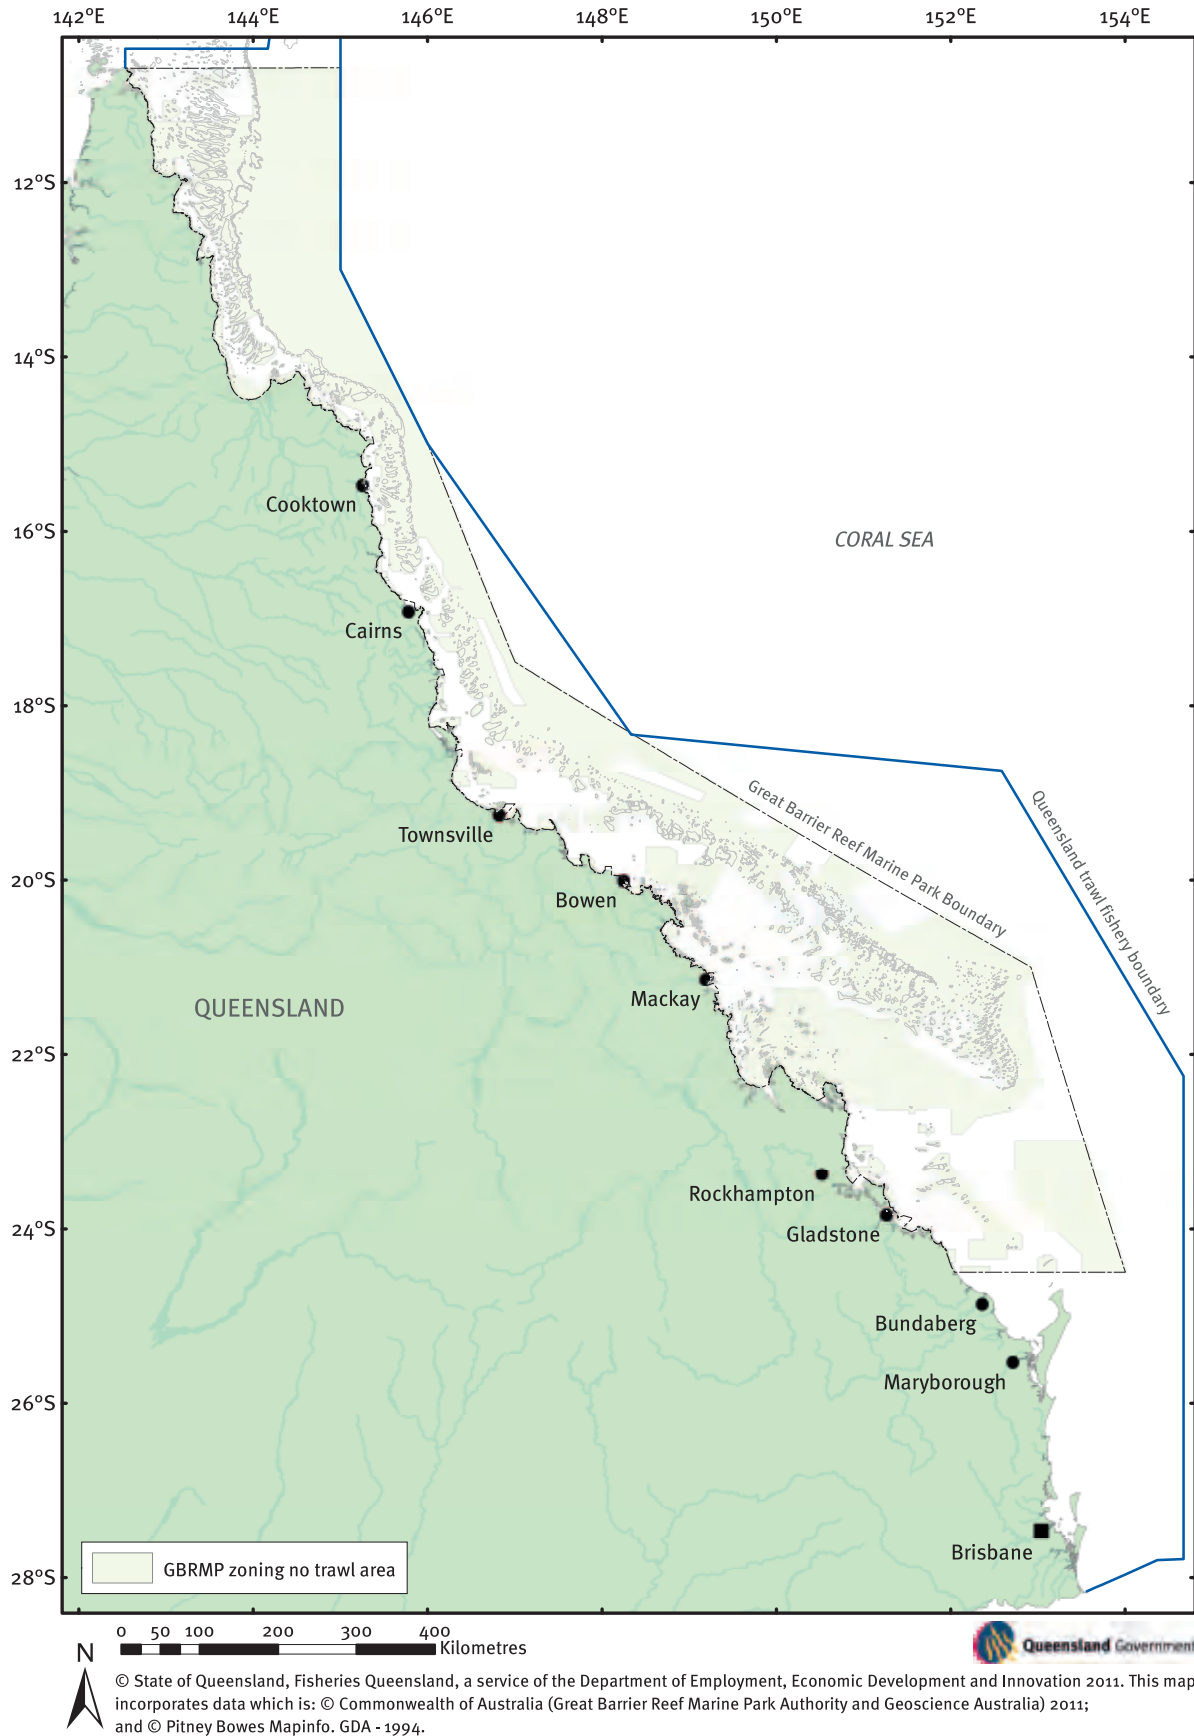 142°E 144°E 146°E 148°E 150°E 152°E 154°E
12°S
14°S
Cooktown
16°S
CORAL SEA
Cairns
18°S
Great Barrier Reef Marine Park Boundary
Queensland trawl fishery boundary
Townsville
20°S
Bowen
Mackay
QUEENSLAND
22°S
Rockhampton
24°S
Gladstone
Bundaberg
Maryborough
26°S
Brisbane
GBRMP zoning no trawl area
28°S
0 50 100 200 300 400
Kilometres
N
Queensland Government
© State of Queensland, Fisheries Queensland, a service of the Department of Employment, Economic Development and Innovation 2011. This map
incorporates data which is: © Commonwealth of Australia (Great Barrier Reef Marine Park Authority and Geoscience Australia) 2011;
and © Pitney Bowes Mapinfo. GDA - 1994.